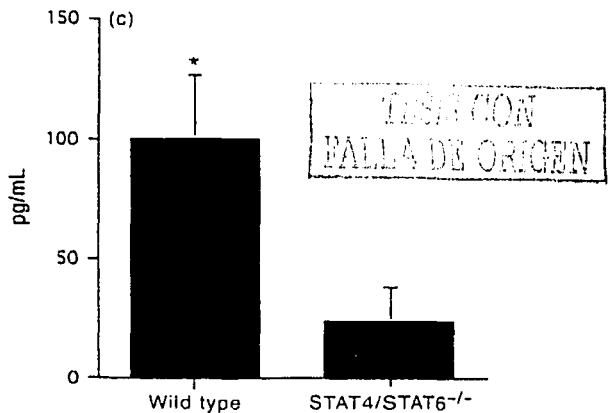 (c)
150
100
50
0
pg/mL
*
TESIS CON
FALLA DE ORIGEN
Wild type
STAT4/STAT6⁻/⁻